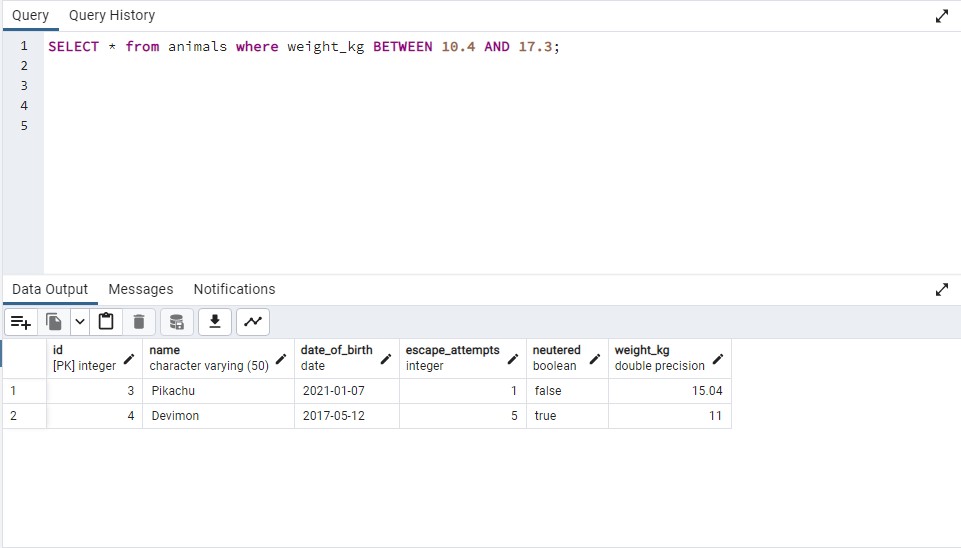 Query Query History
1 SELECT * from animals where weight_kg BETWEEN 10.4 AND 17.3;
2
3
4
5
Data Output Messages Notifications
id name date_of_birth escape_attempts neutered weight_kg
[PK] integer character varying (50) date integer boolean double precision
1 3 Pikachu 2021-01-07 1 false 15.04
2 4 Devimon 2017-05-12 5 true 11